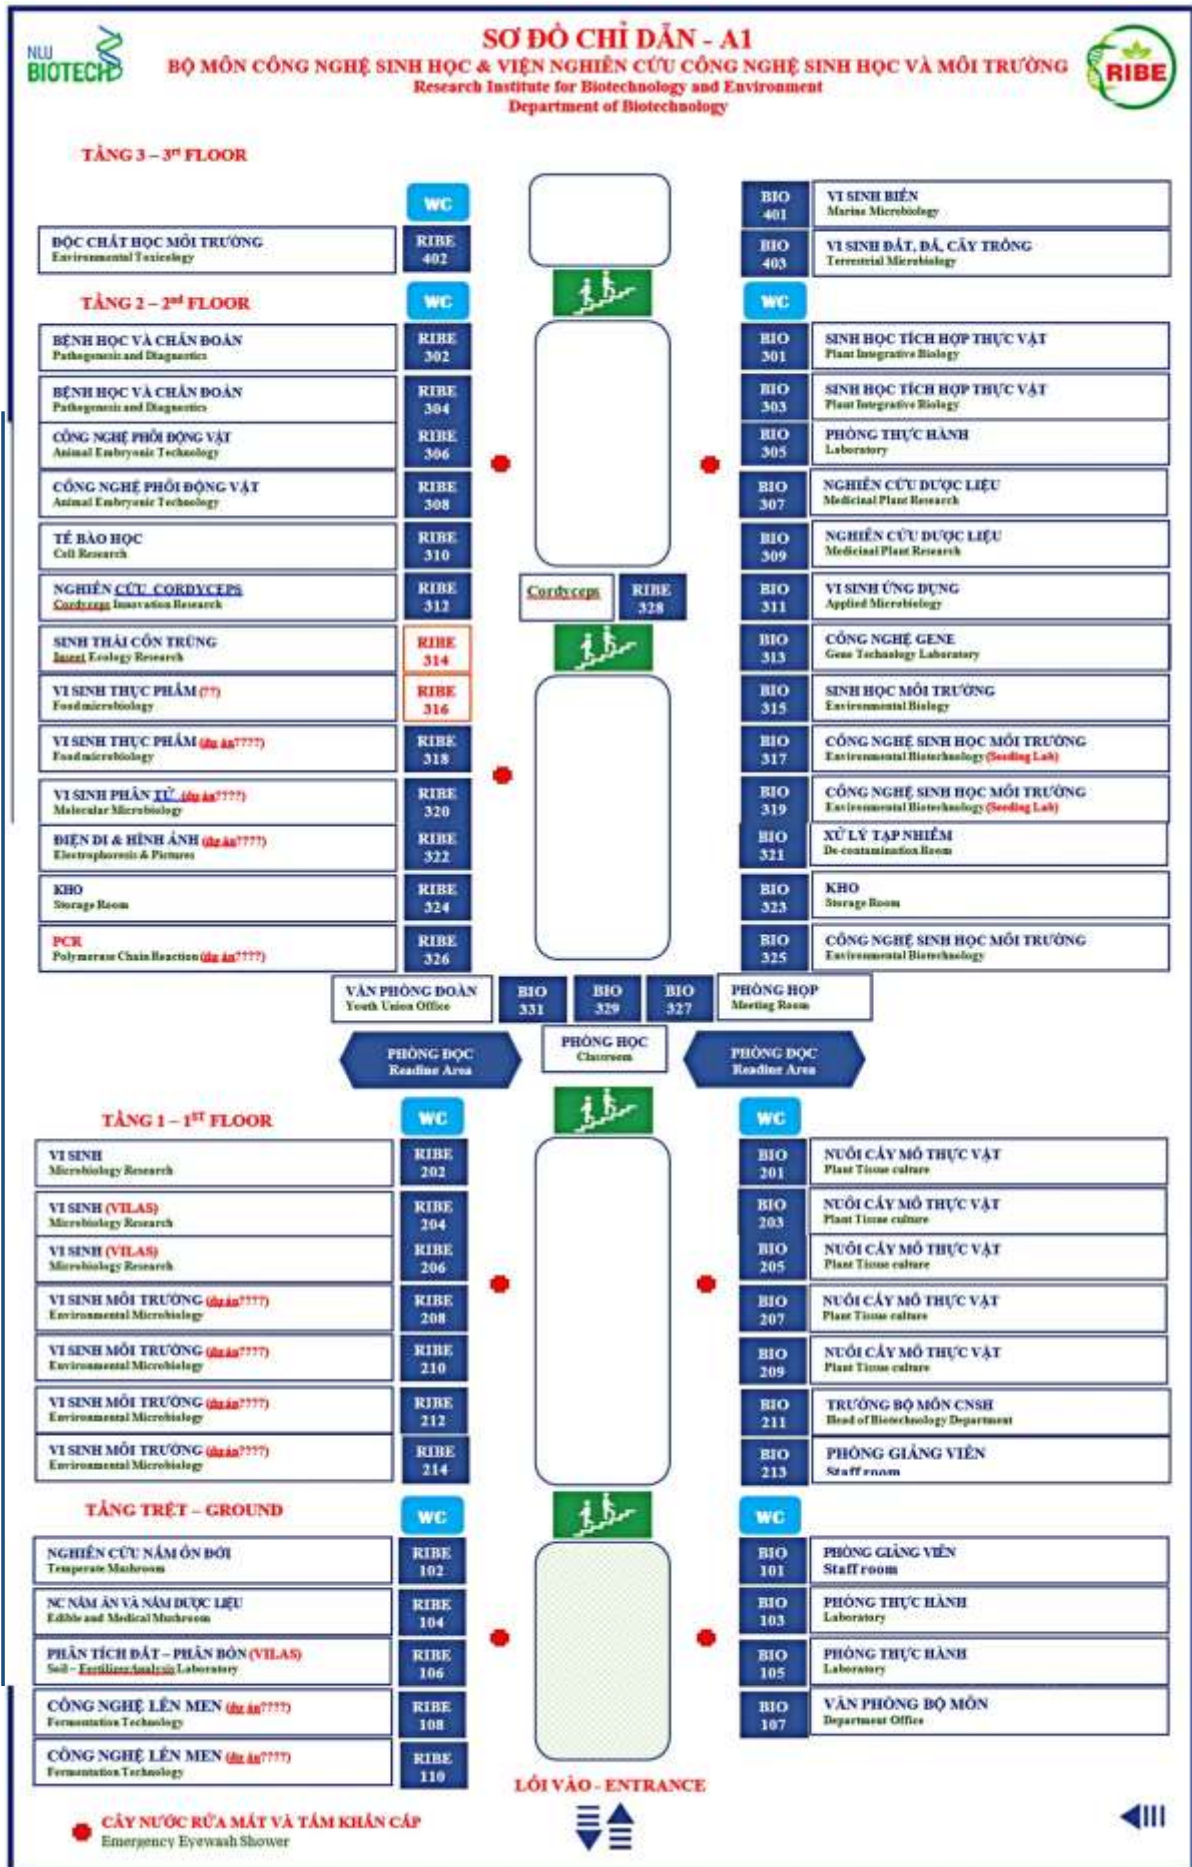 NLU
BIOTECH
SƠ ĐỒ CHỈ DẪN - A1
BỘ MÔN CÔNG NGHỆ SINH HỌC & VIỆN NGHIÊN CỨU CÔNG NGHỆ SINH HỌC VÀ MÔI TRƯỜNG
Research Institute for Biotechnology and Environment
Department of Biotechnology
RIBE
TẦNG 3 – 3rt FLOOR
WC
ĐỘC CHẤT HỌC MÔI TRƯỜNG
Environmental Toxicology
RIBE
402
BIO
401
VI SINH BIỂN
Marine Microbiology
BIO
403
VI SINH ĐẤT, ĐÁ, CÂY TRỒNG
Terrestrial Microbiology
TẦNG 2 – 2nd FLOOR
WC
WC
BỆNH HỌC VÀ CHẨN ĐOÁN
Pathogenesis and Diagnostics
RIBE
302
BỆNH HỌC VÀ CHẨN ĐOÁN
Pathogenesis and Diagnostics
RIBE
304
CÔNG NGHỆ PHÔI ĐỘNG VẬT
Animal Embryonic Technology
RIBE
306
CÔNG NGHỆ PHÔI ĐỘNG VẬT
Animal Embryonic Technology
RIBE
308
TẾ BÀO HỌC
Cell Research
RIBE
310
NGHIÊN CỨU CORDYCEPS
Cordyceps Innovation Research
RIBE
312
SINH THÁI CÔN TRÙNG
Insect Ecology Research
RIBE
314
VI SINH THỰC PHẨM (??)
Food microbiology
RIBE
316
VI SINH THỰC PHẨM (dự án????)
Food microbiology
RIBE
318
VI SINH PHÂN TỬ (dự án????)
Molecular Microbiology
RIBE
320
ĐIỆN DI & HÌNH ẢNH (dự án????)
Electrophoresis & Pictures
RIBE
322
KHO
Storage Room
RIBE
324
PCR
Polymerase Chain Reaction (dự án????)
RIBE
326
Cordyceps
RIBE
328
BIO
301
SINH HỌC TÍCH HỢP THỰC VẬT
Plant Integrative Biology
BIO
303
SINH HỌC TÍCH HỢP THỰC VẬT
Plant Integrative Biology
BIO
305
PHÒNG THỰC HÀNH
Laboratory
BIO
307
NGHIÊN CỨU DƯỢC LIỆU
Medicinal Plant Research
BIO
309
NGHIÊN CỨU DƯỢC LIỆU
Medicinal Plant Research
BIO
311
VI SINH ỨNG DỤNG
Applied Microbiology
BIO
313
CÔNG NGHỆ GENE
Gene Technology Laboratory
BIO
315
SINH HỌC MÔI TRƯỜNG
Environmental Biology
BIO
317
CÔNG NGHỆ SINH HỌC MÔI TRƯỜNG
Environmental Biotechnology (Seeding Lab)
BIO
319
CÔNG NGHỆ SINH HỌC MÔI TRƯỜNG
Environmental Biotechnology (Seeding Lab)
BIO
321
XỬ LÝ TẠP NHIỄM
De-contamination Room
BIO
323
KHO
Storage Room
BIO
325
CÔNG NGHỆ SINH HỌC MÔI TRƯỜNG
Environmental Biotechnology
VĂN PHÒNG ĐOÀN
Youth Union Office
BIO
331
BIO
329
BIO
327
PHÒNG HỌP
Meeting Room
PHÒNG ĐỌC
Reading Area
PHÒNG HỌC
Classroom
PHÒNG ĐỌC
Reading Area
TẦNG 1 – 1ST FLOOR
WC
WC
VI SINH
Microbiology Research
RIBE
202
VI SINH (VILAS)
Microbiology Research
RIBE
204
VI SINH (VILAS)
Microbiology Research
RIBE
206
VI SINH MÔI TRƯỜNG (dự án????)
Environmental Microbiology
RIBE
208
VI SINH MÔI TRƯỜNG (dự án????)
Environmental Microbiology
RIBE
210
VI SINH MÔI TRƯỜNG (dự án????)
Environmental Microbiology
RIBE
212
VI SINH MÔI TRƯỜNG (dự án????)
Environmental Microbiology
RIBE
214
BIO
201
NUÔI CẤY MÔ THỰC VẬT
Plant Tissue culture
BIO
203
NUÔI CẤY MÔ THỰC VẬT
Plant Tissue culture
BIO
205
NUÔI CẤY MÔ THỰC VẬT
Plant Tissue culture
BIO
207
NUÔI CẤY MÔ THỰC VẬT
Plant Tissue culture
BIO
209
NUÔI CẤY MÔ THỰC VẬT
Plant Tissue culture
BIO
211
TRƯỞNG BỘ MÔN CNSH
Head of Biotechnology Department
BIO
213
PHÒNG GIẢNG VIÊN
Staff room
TẦNG TRỆT – GROUND
WC
WC
NGHIÊN CỨU NẤM ÔN ĐỚI
Temperate Mushroom
RIBE
102
NC NẤM ĂN VÀ NẤM DƯỢC LIỆU
Edible and Medical Mushroom
RIBE
104
PHÂN TÍCH ĐẤT – PHÂN BÓN (VILAS)
Soil – Fertilizer Analysis Laboratory
RIBE
106
CÔNG NGHỆ LÊN MEN (dự án????)
Fermentation Technology
RIBE
108
CÔNG NGHỆ LÊN MEN (dự án????)
Fermentation Technology
RIBE
110
BIO
101
PHÒNG GIẢNG VIÊN
Staff room
BIO
103
PHÒNG THỰC HÀNH
Laboratory
BIO
105
PHÒNG THỰC HÀNH
Laboratory
BIO
107
VĂN PHÒNG BỘ MÔN
Department Office
LỐI VÀO - ENTRANCE
CÂY NƯỚC RỬA MẮT VÀ TẮM KHẨN CẤP
Emergency Eyewash Shower